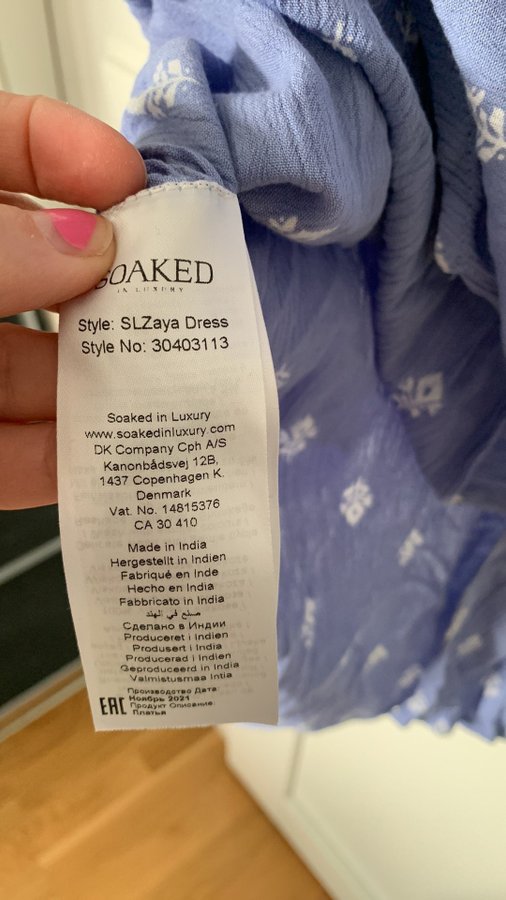 SOAKED
IN LUXURY
Style: SLZaya Dress
Style No: 30403113
Soaked in Luxury
www.soakedinluxury.com
DK Company Cph A/S
Kanonbådsvej 12B,
1437 Copenhagen K.
Denmark
Vat. No. 14815376
CA 30 410
Made in India
Hergestellt in Indien
Fabriqué en Inde
Hecho en India
Fabbricato in India
صنع في الهند
Сделано в Индии
Produceret i Indien
Produsert i India
Producerad i Indien
Geproduceerd in India
Valmistusmaa Intia
Производство Дата:
Ноябрь 2021
EAC Продукт Описание:
Платья